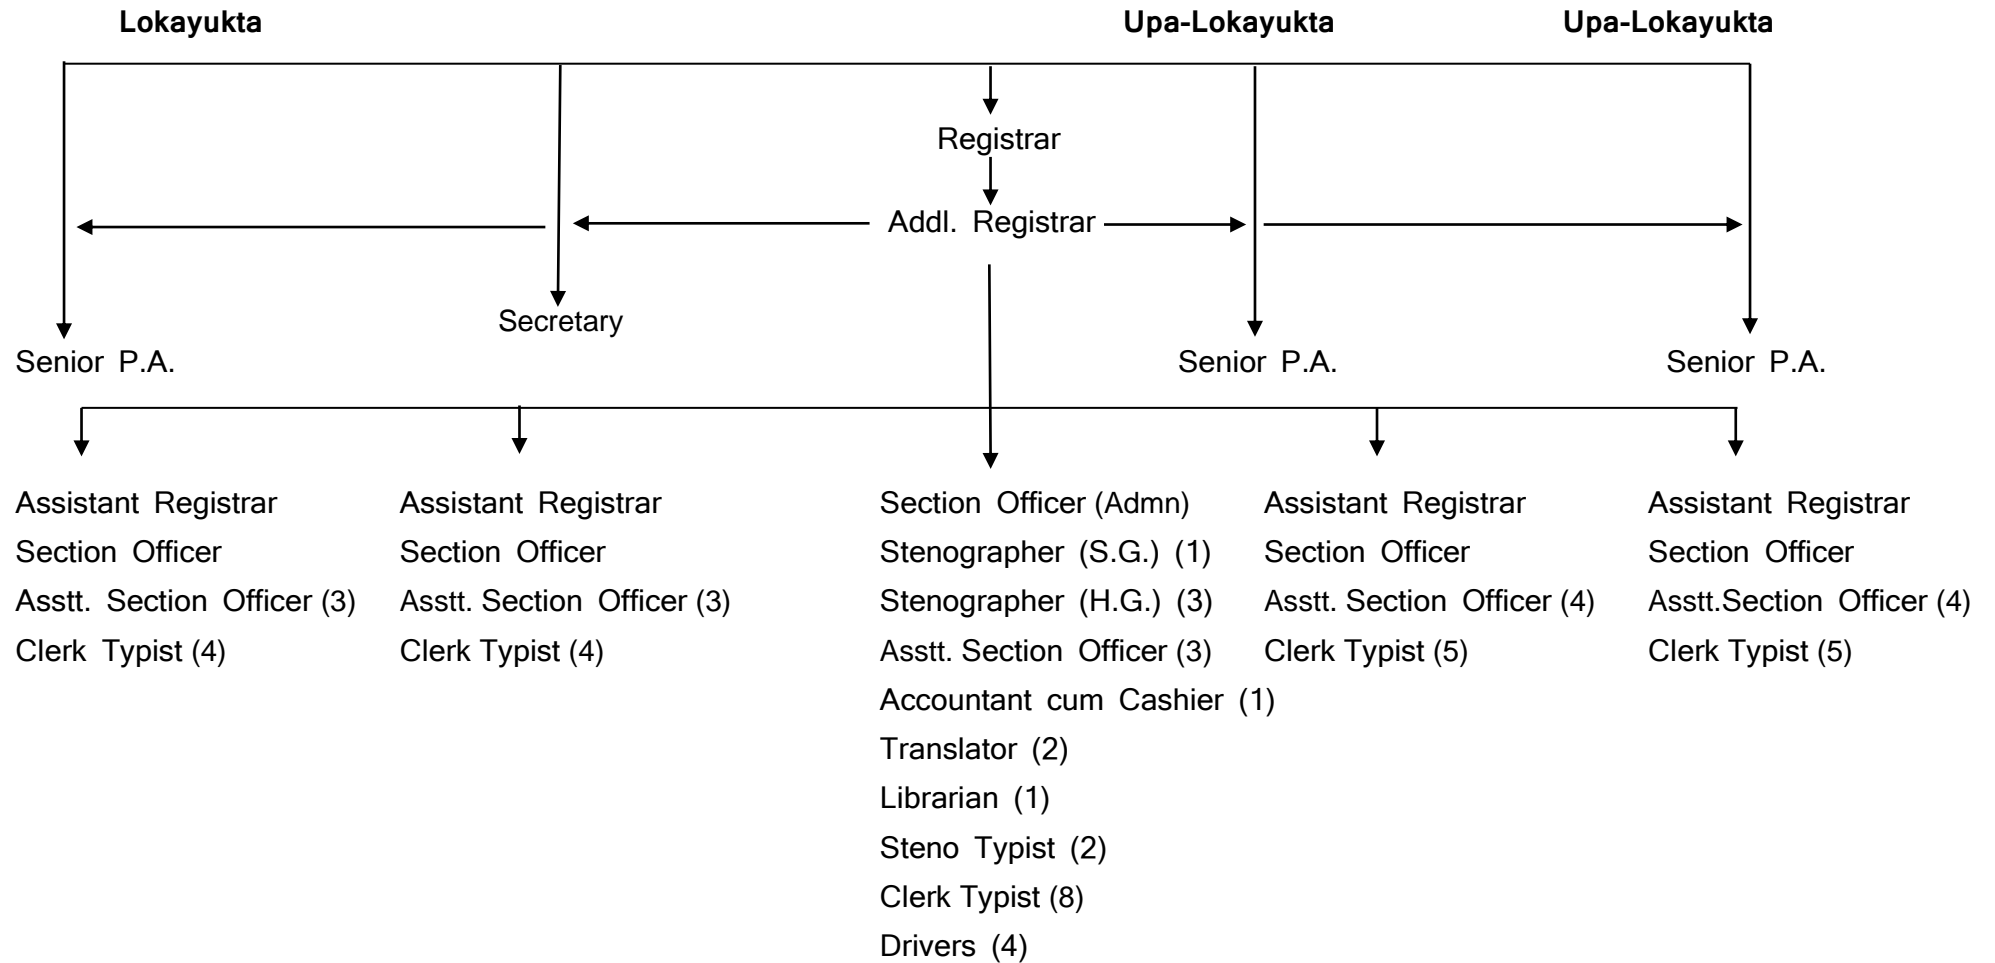 Lokayukta
Upa-Lokayukta
Upa-Lokayukta
Registrar
Addl. Registrar
Secretary
Senior P.A.
Senior P.A.
Senior P.A.
Assistant Registrar
Section Officer
Asstt. Section Officer (3)
Clerk Typist (4)
Assistant Registrar
Section Officer
Asstt. Section Officer (3)
Clerk Typist (4)
Section Officer (Admn)
Stenographer (S.G.) (1)
Stenographer (H.G.) (3)
Asstt. Section Officer (3)
Accountant cum Cashier (1)
Translator (2)
Librarian (1)
Steno Typist (2)
Clerk Typist (8)
Drivers (4)
Assistant Registrar
Section Officer
Asstt. Section Officer (4)
Clerk Typist (5)
Assistant Registrar
Section Officer
Asstt.Section Officer (4)
Clerk Typist (5)